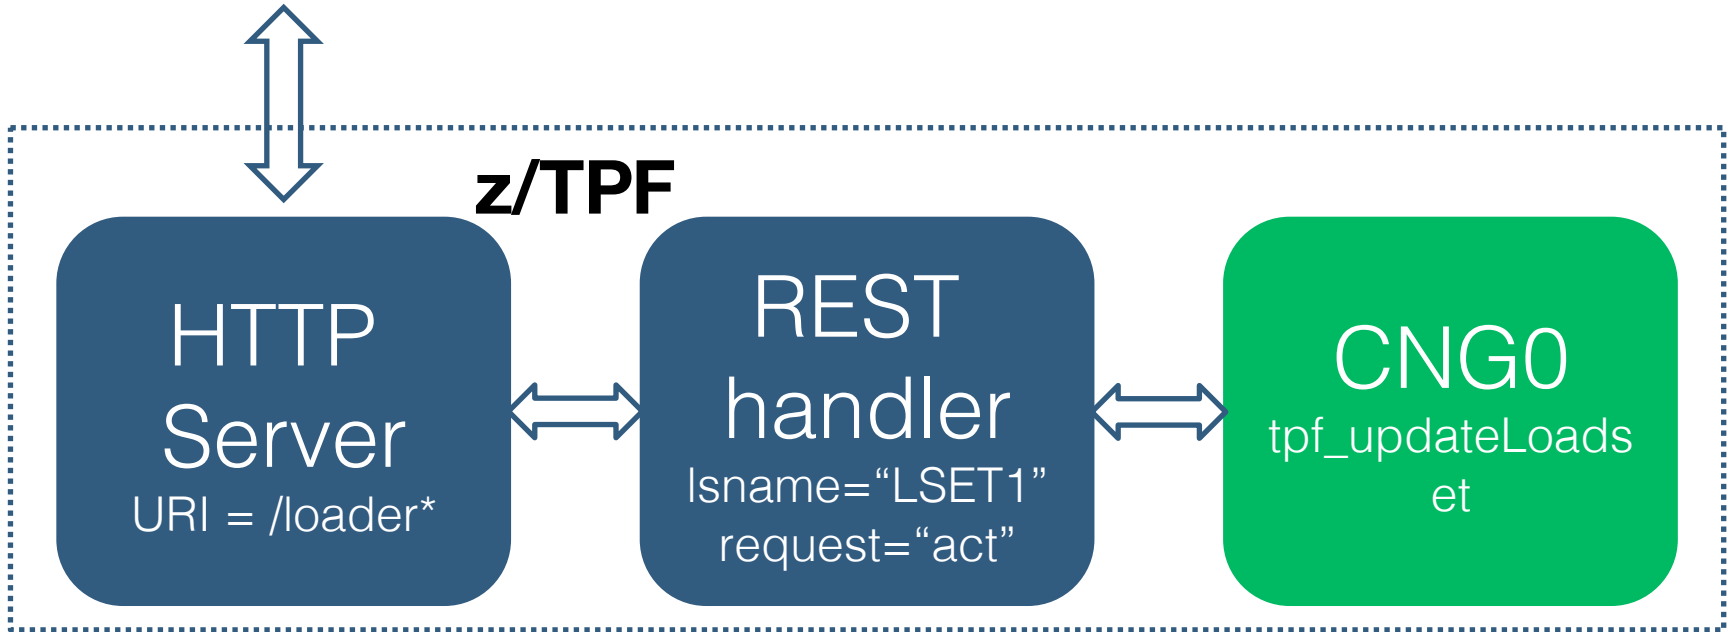 z/TPF
HTTP
Server
URI = /loader*
REST
handler
lsname=“LSET1”
request=“act”
CNG0
tpf_updateLoads
et